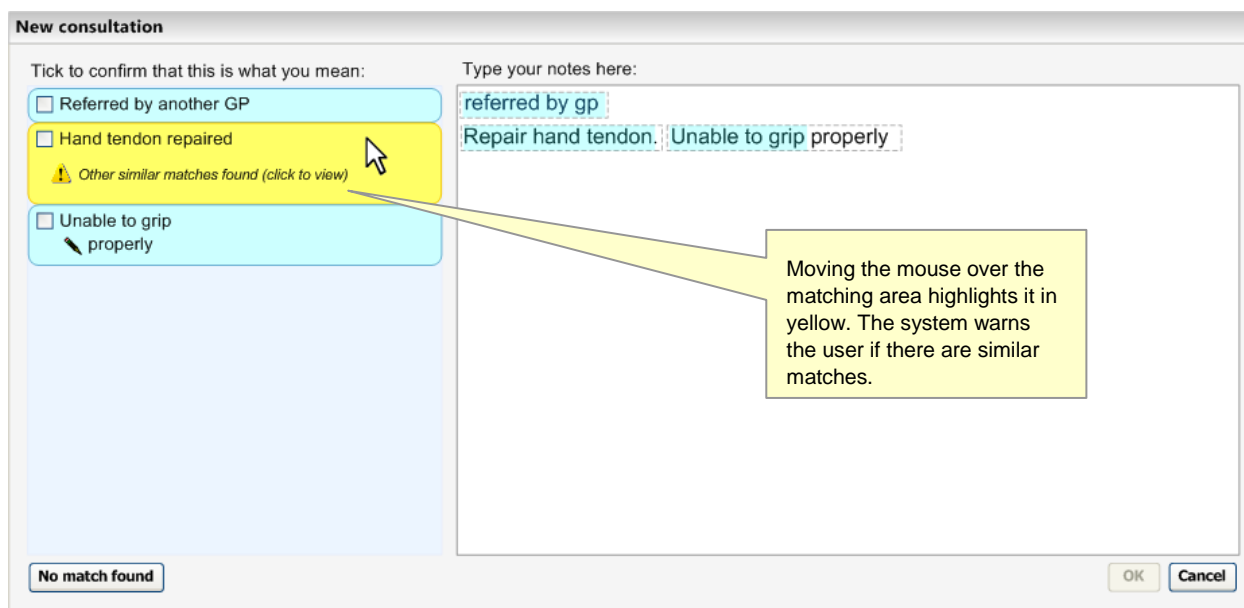 New consultation
Tick to confirm that this is what you mean:
Referred by another GP
Hand tendon repaired
Other similar matches found (click to view)
Unable to grip
properly
Type your notes here:
referred by gp
Repair hand tendon. Unable to grip properly
Moving the mouse over the
matching area highlights it in
yellow. The system warns
the user if there are similar
matches.
No match found
OK
Cancel